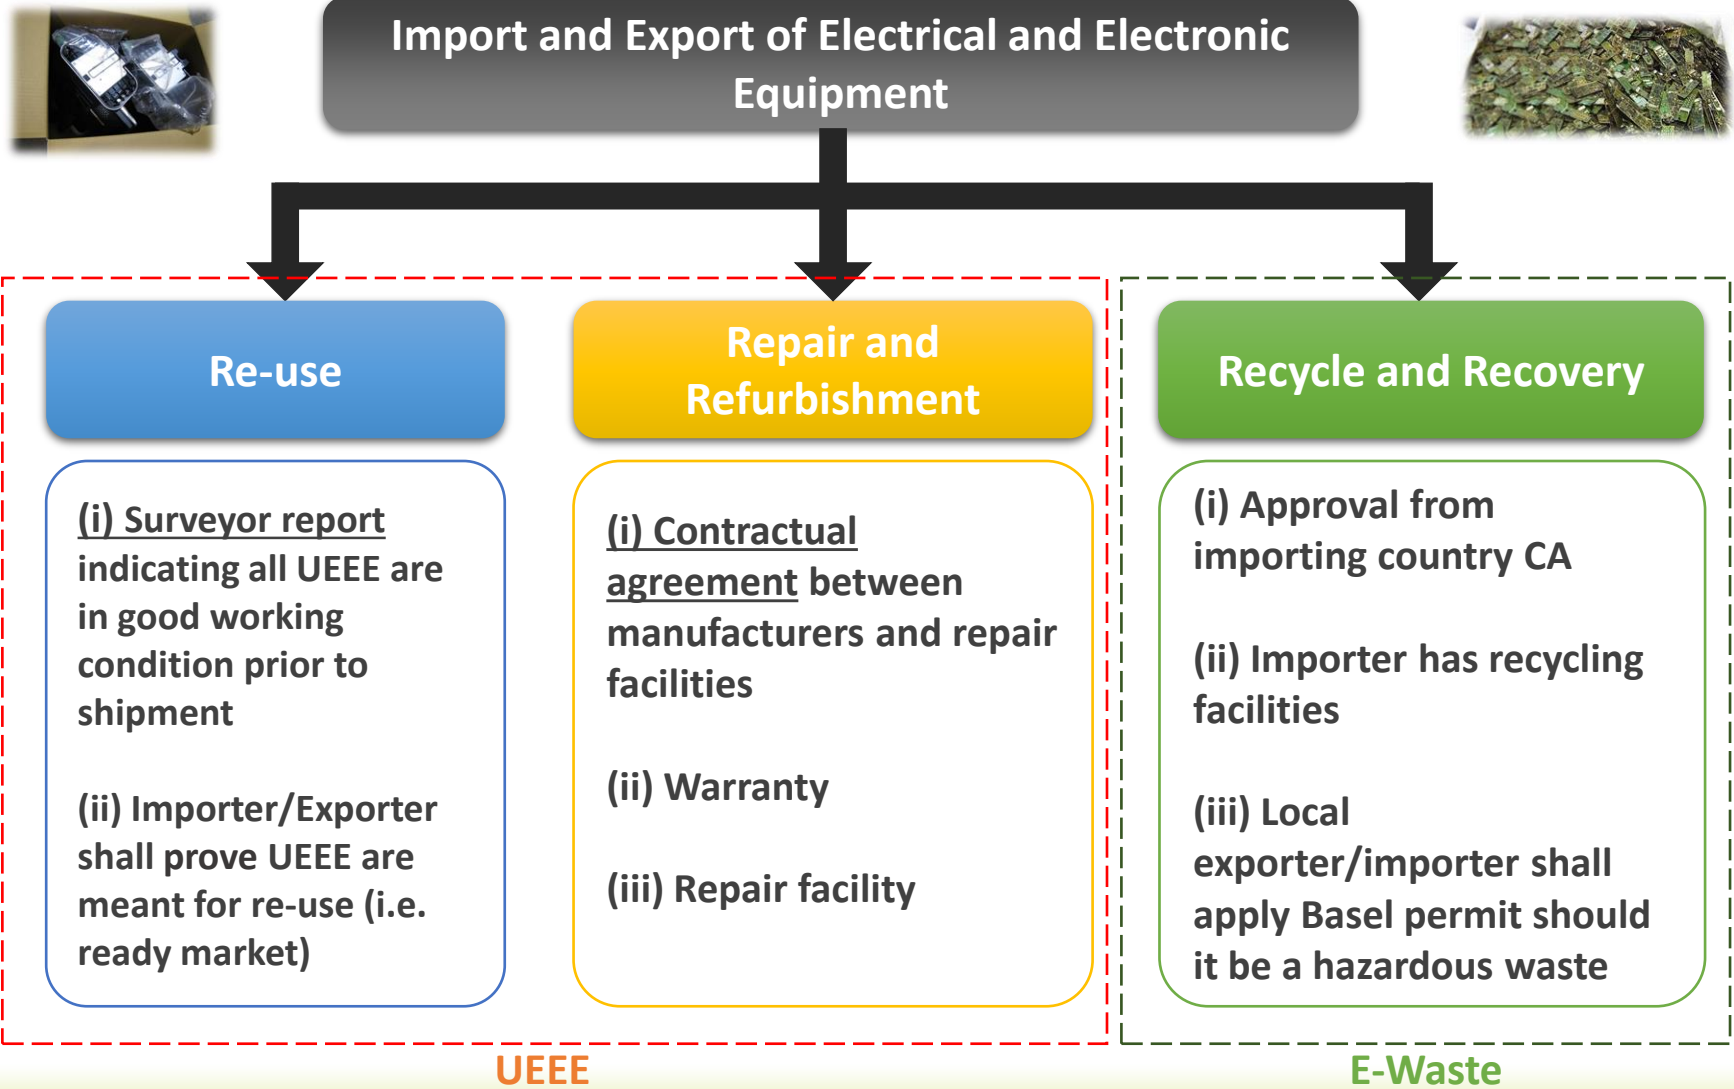 Import and Export of Electrical and Electronic
Equipment
Re-use
(i) Surveyor report
indicating all UEEE are
in good working
condition prior to
shipment
(ii) Importer/Exporter
shall prove UEEE are
meant for re-use (i.e.
ready market)
Repair and
Refurbishment
(i) Contractual
agreement between
manufacturers and repair
facilities
(ii) Warranty
(iii) Repair facility
UEEE
Recycle and Recovery
(i) Approval from
importing country CA
(ii) Importer has recycling
facilities
(iii) Local
exporter/importer shall
apply Basel permit should
it be a hazardous waste
E-Waste